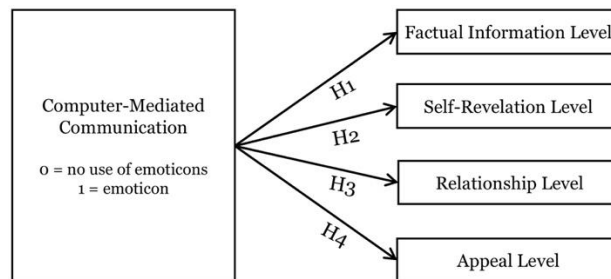 Computer-Mediated
Communication
0 = no use of emoticons
1 = emoticon
H1
H2
H3
H4
Factual Information Level
Self-Revelation Level
Relationship Level
Appeal Level